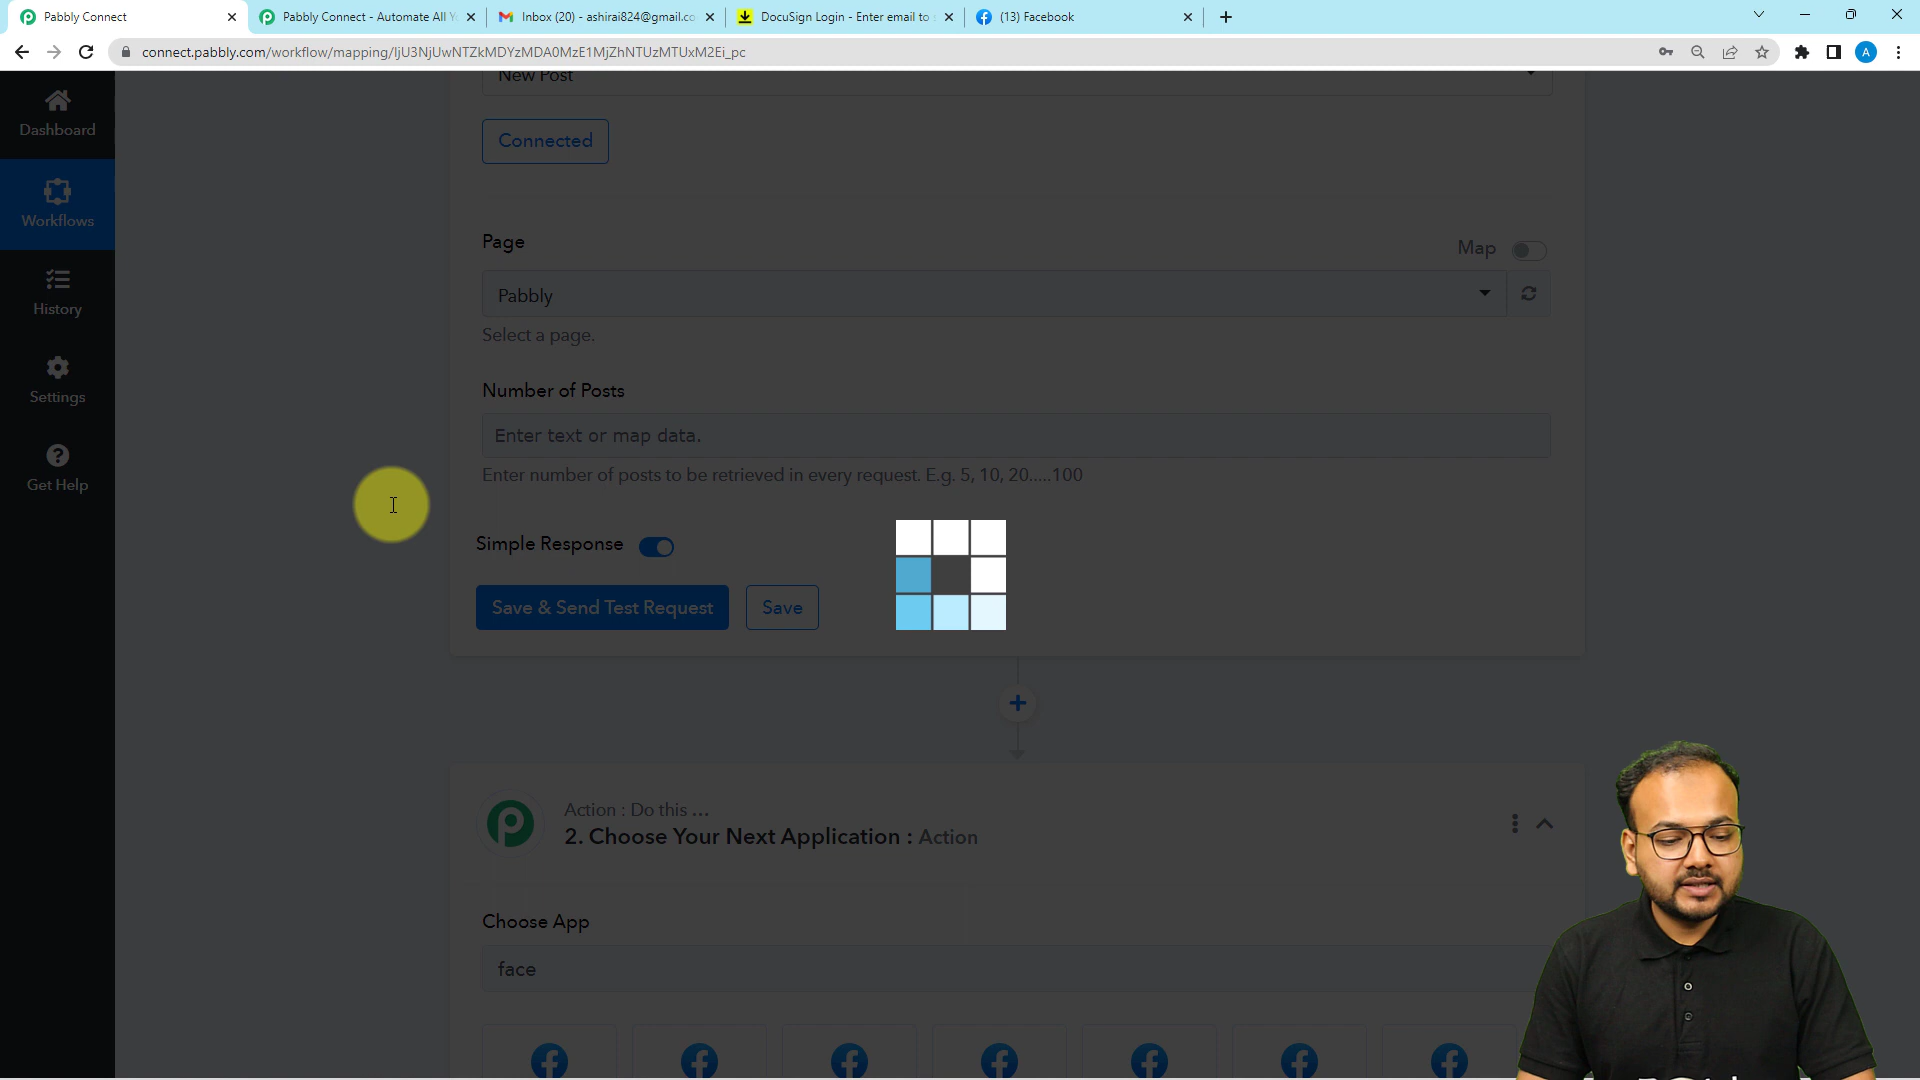 Pabbly Connect
Pabbly Connect - Automate All Y
Inbox (20) - ashirai824@gmail.co
DocuSign Login - Enter email to
(13) Facebook
connect.pabbly.com/workflow/mapping/IjU3NjUwNTZkMDYzMDA0MzE1MjZhNTUzMTUxM2Ei_pc
A
New Post
Dashboard
Connected
Workflows
Page
Map
Pabbly
History
Select a page.
Settings
Number of Posts
Enter text or map data.
Get Help
Enter number of posts to be retrieved in every request. E.g. 5, 10, 20.....100
Simple Response
Save & Send Test Request
Save
Action : Do this ...
2. Choose Your Next Application : Action
Choose App
face